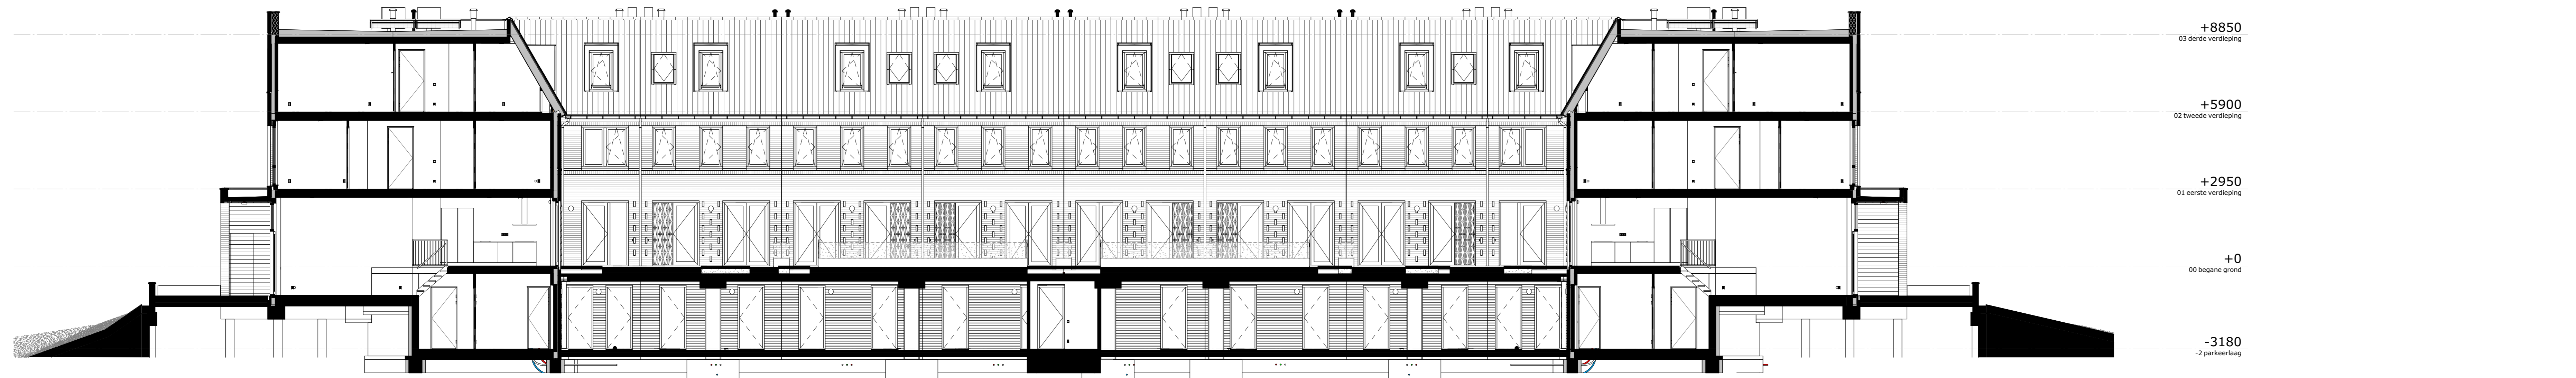 +8850
03 derde verdieping
+5900
02 tweede verdieping
+2950
01 eerste verdieping
+0
00 begane grond
-3180
-2 parkeerlaag